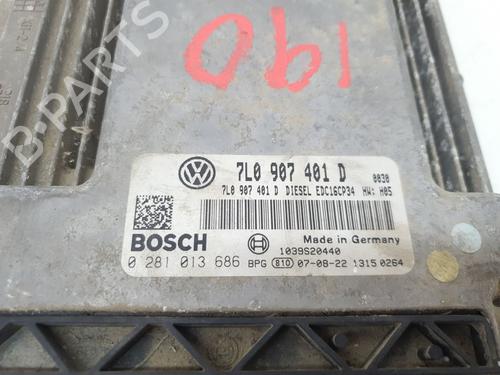 190
7L0 907 401 D 0030
7L0 907 401 D DIESEL EDC16CP34 HW: H05
BOSCH Made in Germany
1039S20440
0 281 013 686 BPG 810 07-08-22 1315 0264
B-PARTS